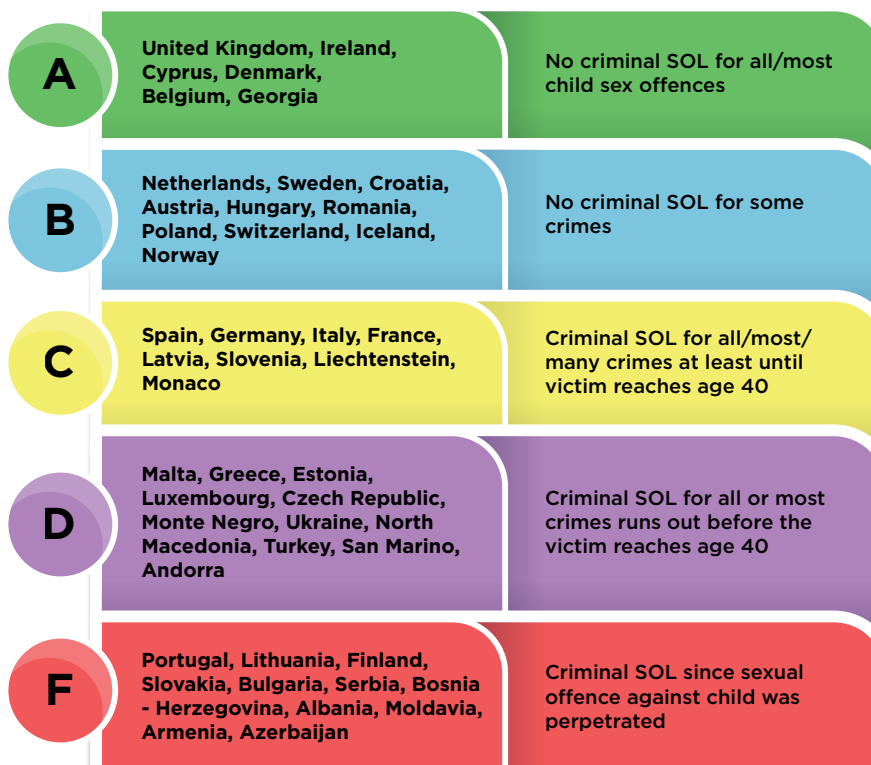 A
United Kingdom, Ireland,
Cyprus, Denmark,
Belgium, Georgia
No criminal SOL for all/most
child sex offences
B
Netherlands, Sweden, Croatia,
Austria, Hungary, Romania,
Poland, Switzerland, Iceland,
Norway
No criminal SOL for some
crimes
C
Spain, Germany, Italy, France,
Latvia, Slovenia, Liechtenstein,
Monaco
Criminal SOL for all/most/
many crimes at least until
victim reaches age 40
D
Malta, Greece, Estonia,
Luxembourg, Czech Republic,
Monte Negro, Ukraine, North
Macedonia, Turkey, San Marino,
Andorra
Criminal SOL for all or most
crimes runs out before the
victim reaches age 40
F
Portugal, Lithuania, Finland,
Slovakia, Bulgaria, Serbia, Bosnia
- Herzegovina, Albania, Moldavia,
Armenia, Azerbaijan
Criminal SOL since sexual
offence against child was
perpetrated